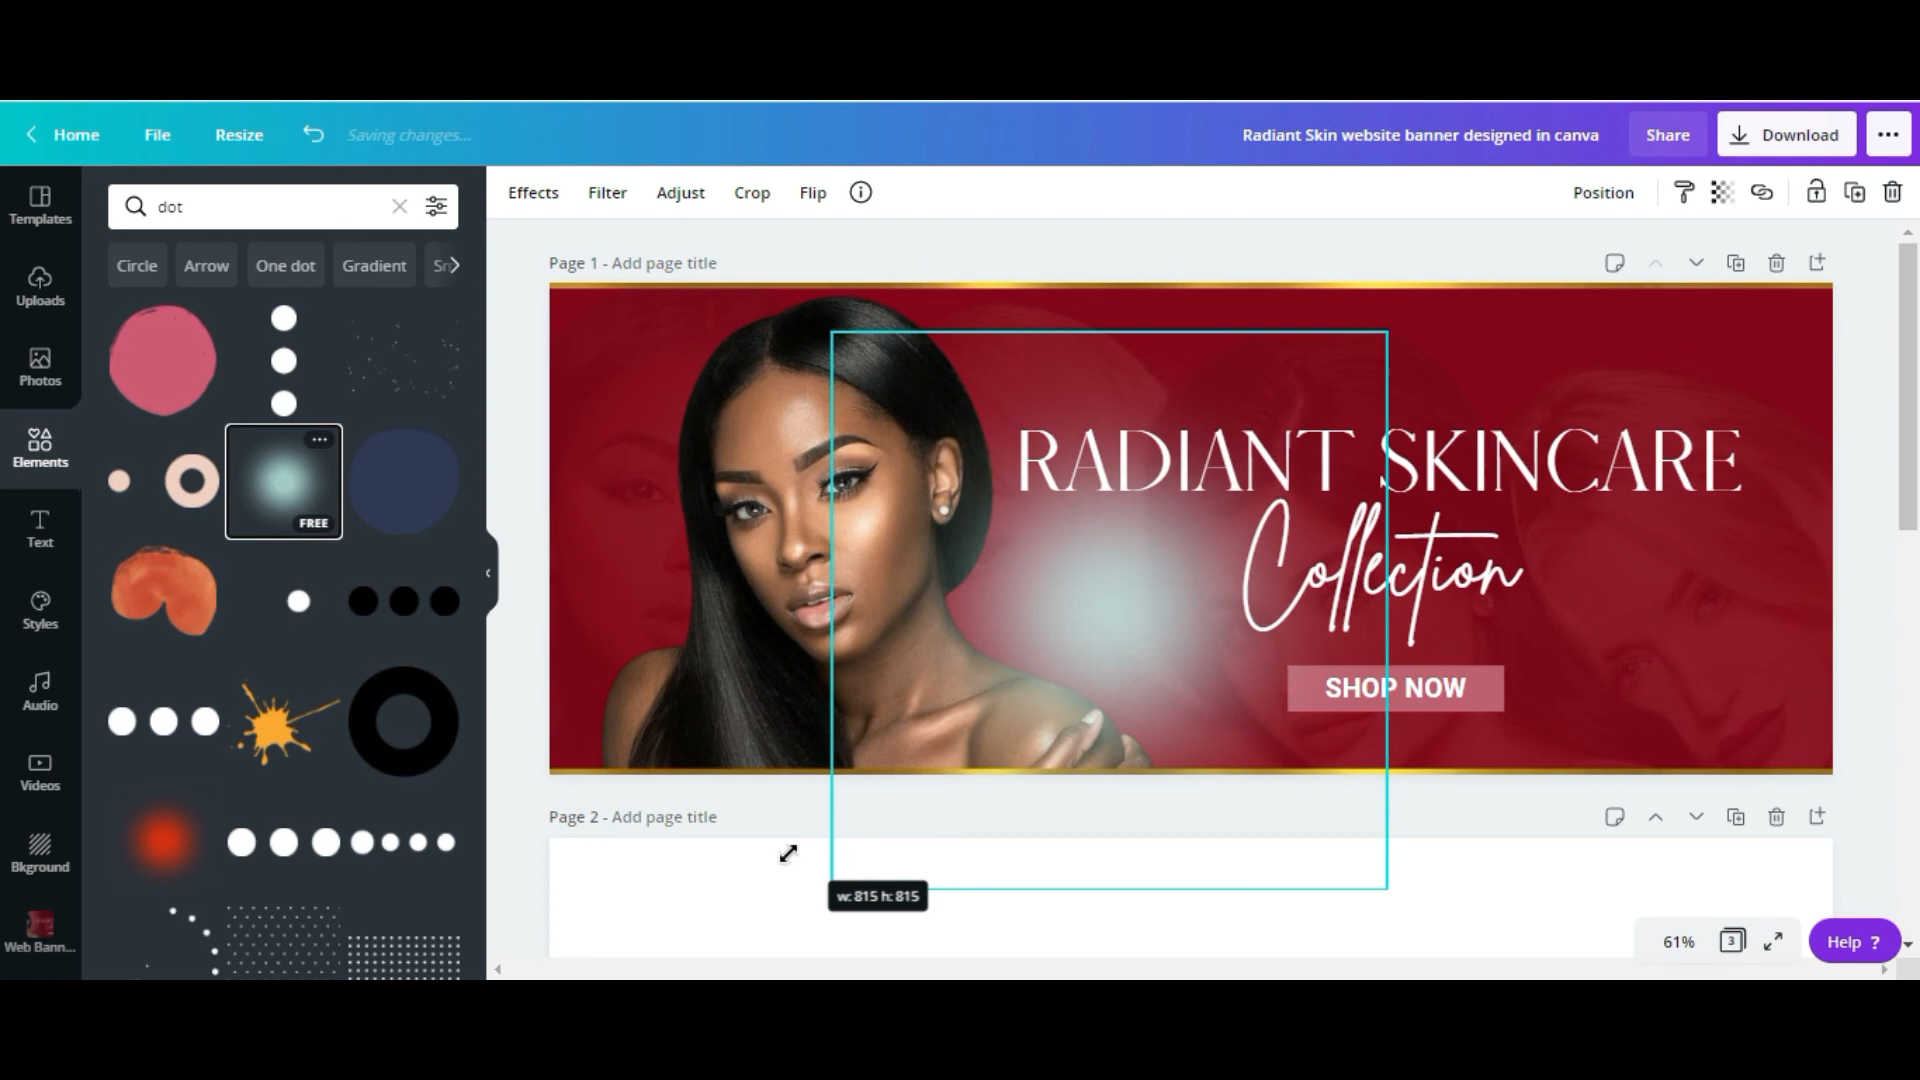 Home File Resize Saving changes... Radiant Skin website banner designed in canva Share Download
Templates
Uploads
Photos
Elements
Text
Styles
Audio
Videos
Bkground
Web Bann...
dot
Circle Arrow One dot Gradient
FREE
Effects Filter Adjust Crop Flip Position
Page 1 - Add page title
RADIANT SKINCARE
Collection
SHOP NOW
Page 2 - Add page title
w: 815 h: 815
61% 3 Help ?